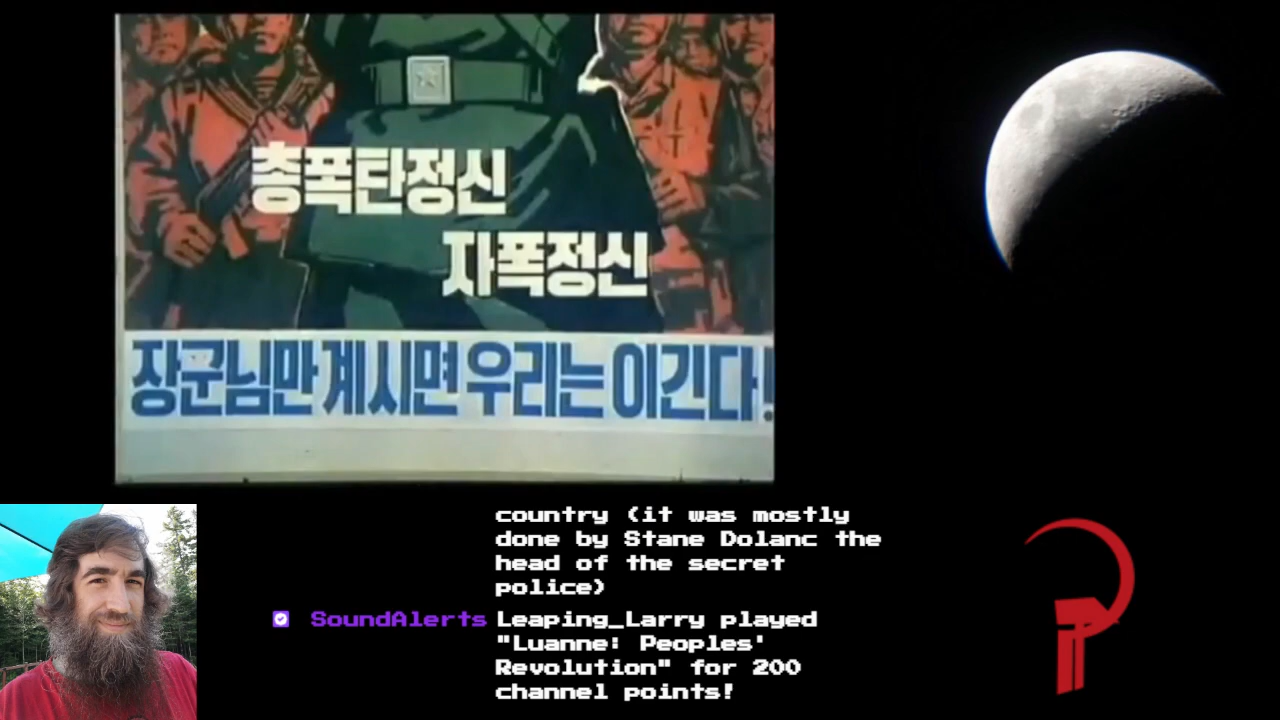 총폭탄정신
자폭정신
장군님만 계시면 우리는 이긴다!
country (it was mostly
done by Stane Dolanc the
head of the secret
police)
SoundAlerts Leaping_Larry played
"Luanne: Peoples'
Revolution" for 200
channel points!